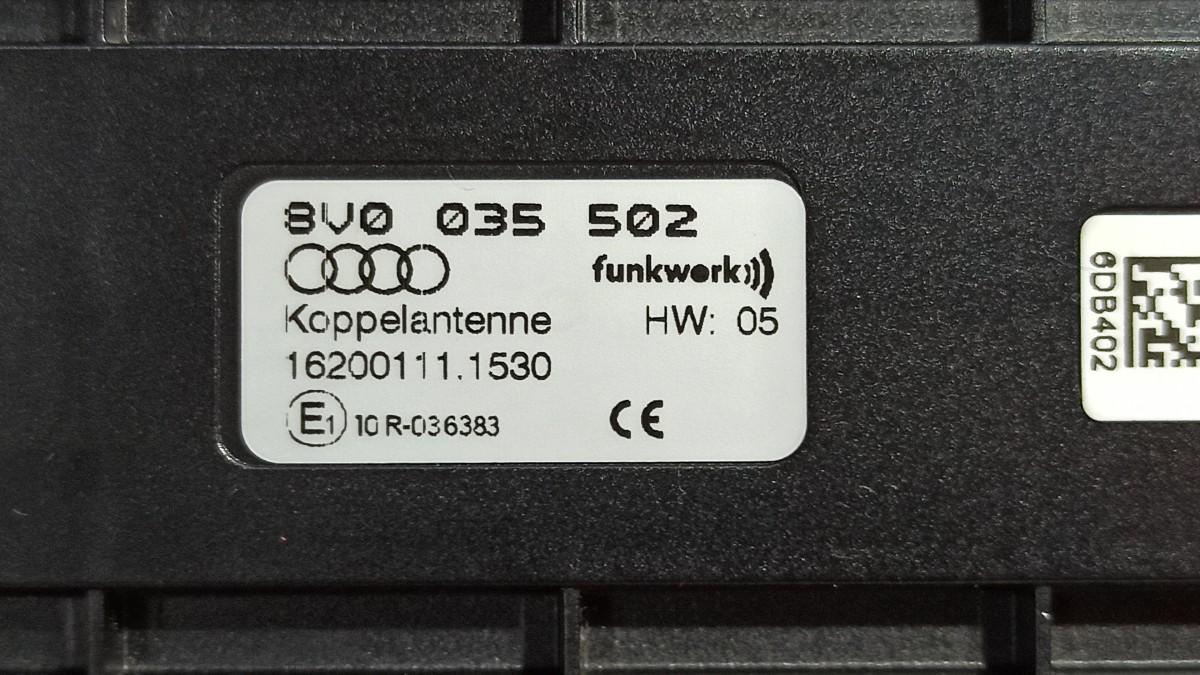 8V0 035 502
funkwerk
Koppelantenne HW: 05
16200111.1530
E1 10 R-036383 CE
6DB402